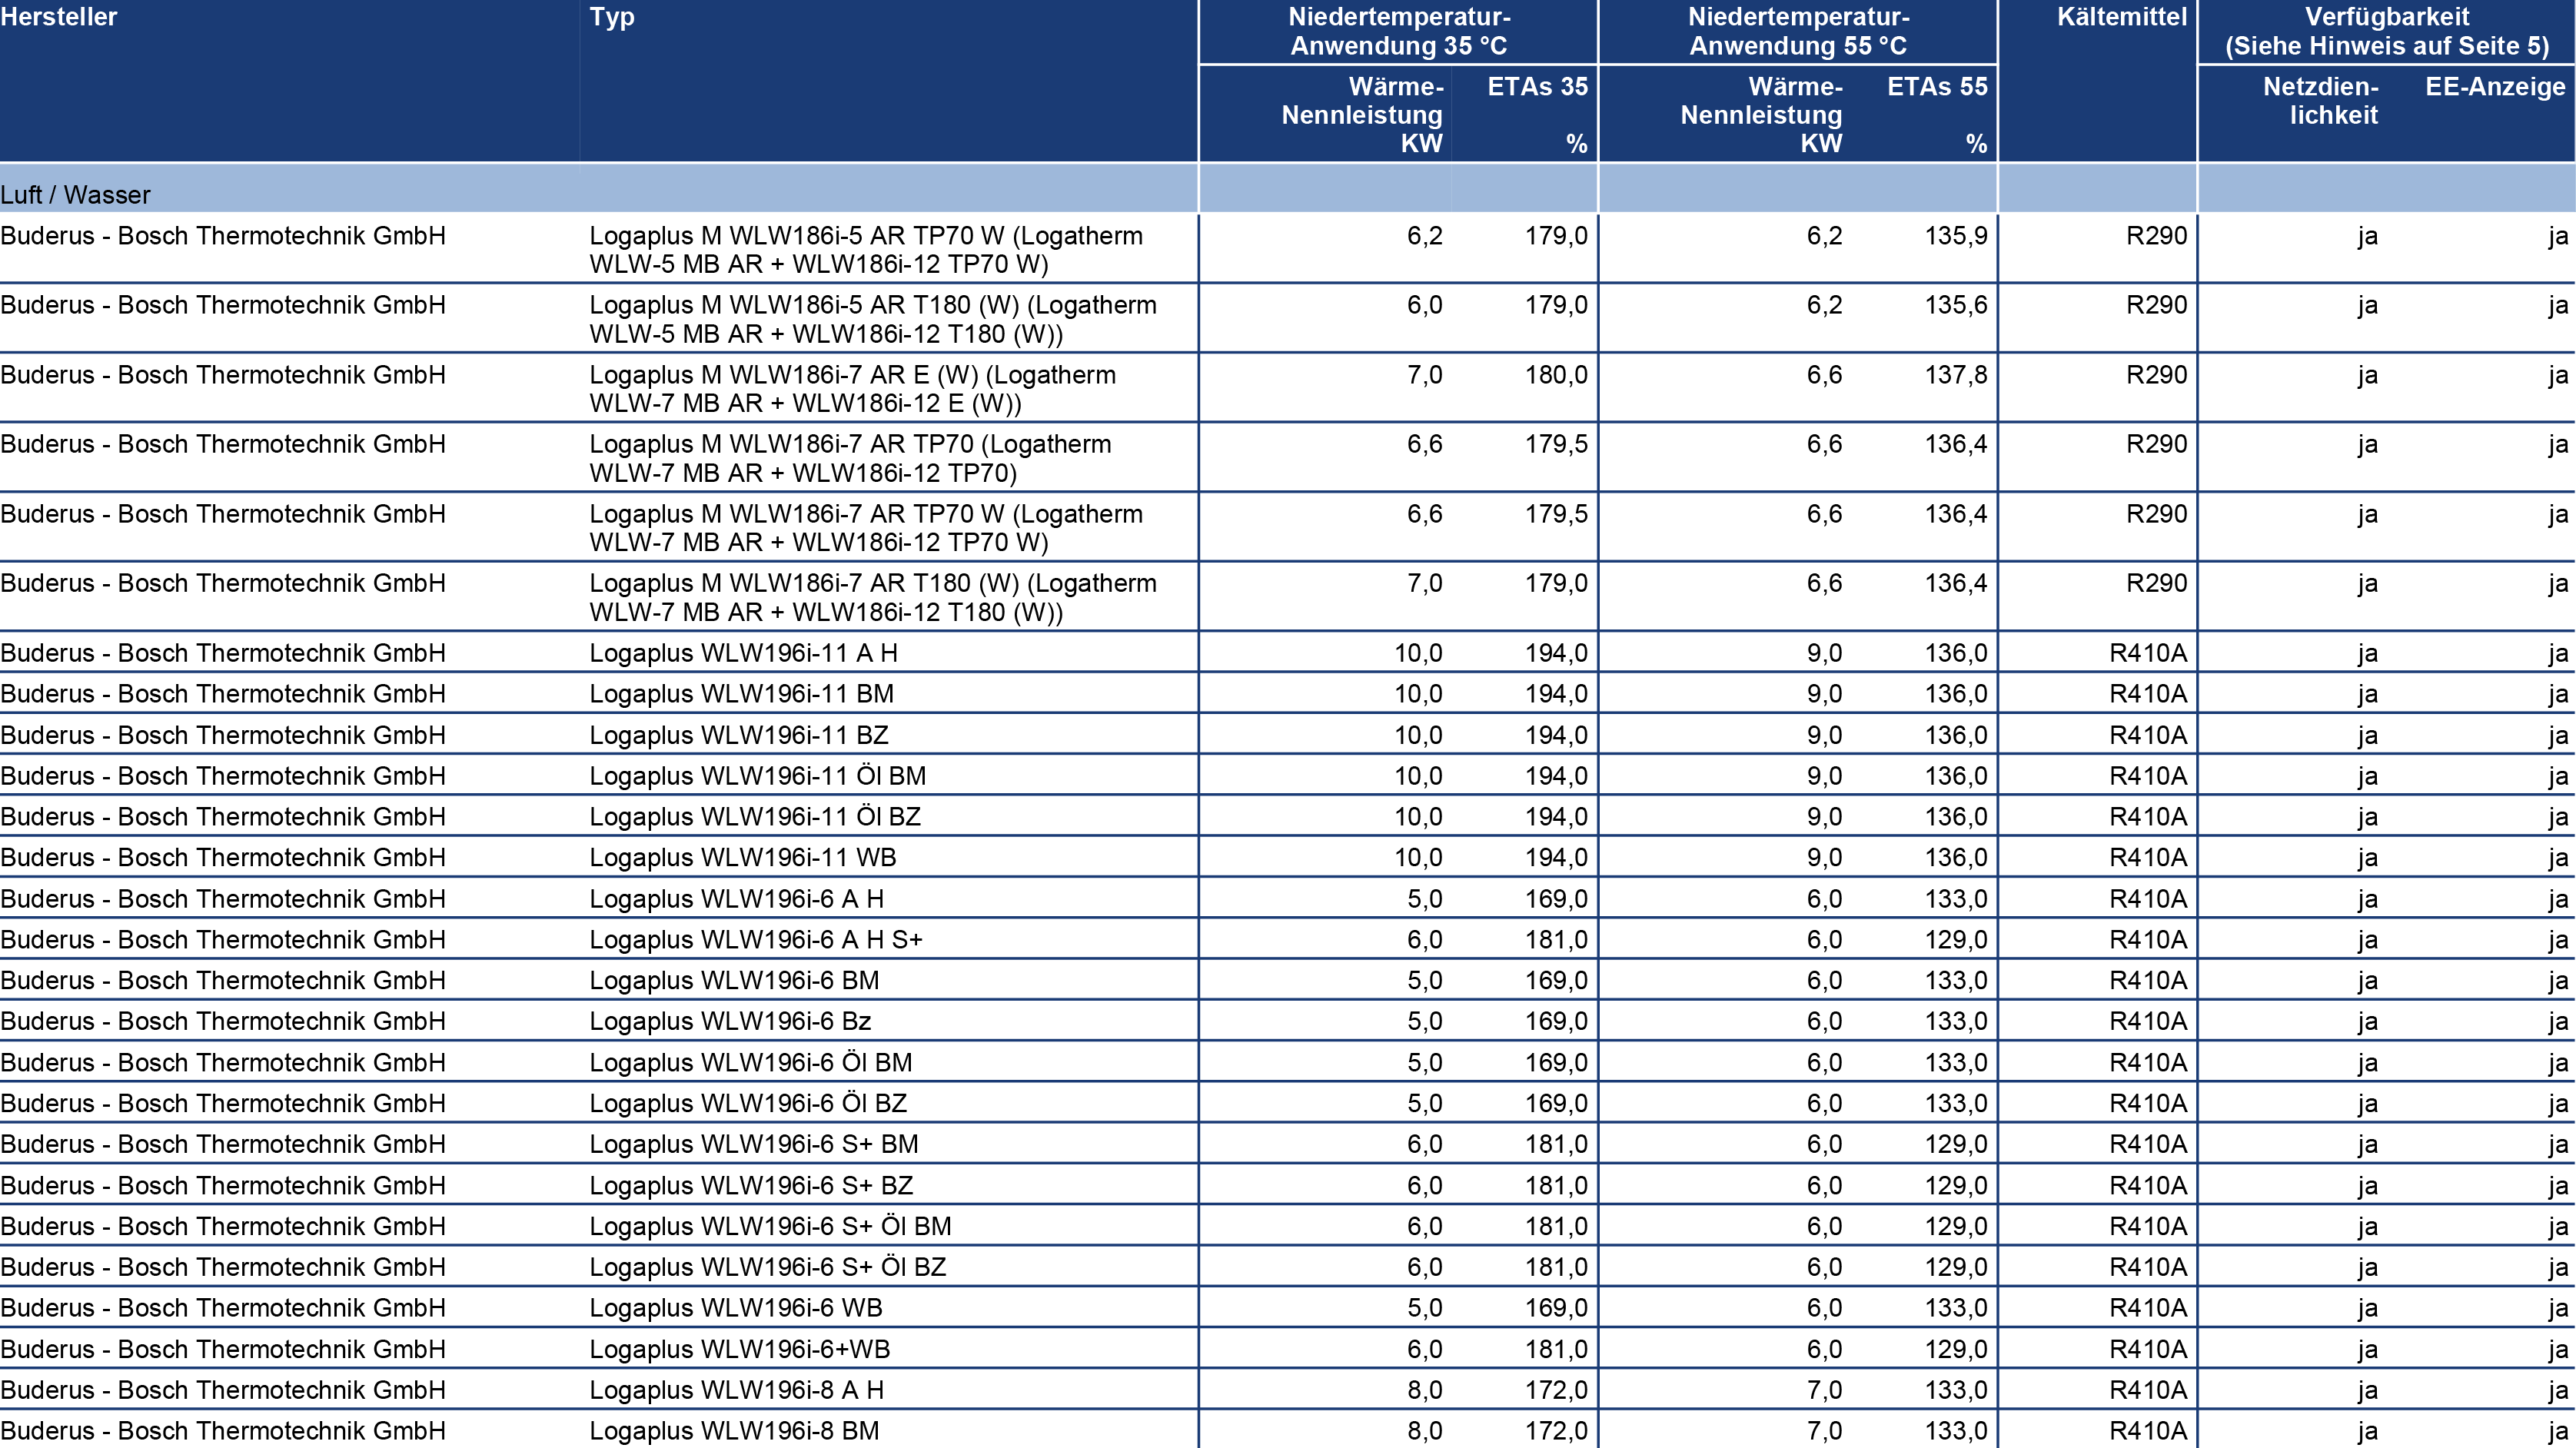 Hersteller Typ Niedertemperatur- Niedertemperatur- Kältemittel Verfügbarkeit
Anwendung 35 °C Anwendung 55 °C (Siehe Hinweis auf Seite 5)
Wärme- ETAs 35 Wärme- ETAs 55 Netzdien- EE-Anzeige
Nennleistung Nennleistung lichkeit
KW % KW %
Luft / Wasser
Buderus - Bosch Thermotechnik GmbH Logaplus M WLW186i-5 AR TP70 W (Logatherm 6,2 179,0 6,2 135,9 R290 ja ja
WLW-5 MB AR + WLW186i-12 TP70 W)
Buderus - Bosch Thermotechnik GmbH Logaplus M WLW186i-5 AR T180 (W) (Logatherm 6,0 179,0 6,2 135,6 R290 ja ja
WLW-5 MB AR + WLW186i-12 T180 (W))
Buderus - Bosch Thermotechnik GmbH Logaplus M WLW186i-7 AR E (W) (Logatherm 7,0 180,0 6,6 137,8 R290 ja ja
WLW-7 MB AR + WLW186i-12 E (W))
Buderus - Bosch Thermotechnik GmbH Logaplus M WLW186i-7 AR TP70 (Logatherm 6,6 179,5 6,6 136,4 R290 ja ja
WLW-7 MB AR + WLW186i-12 TP70)
Buderus - Bosch Thermotechnik GmbH Logaplus M WLW186i-7 AR TP70 W (Logatherm 6,6 179,5 6,6 136,4 R290 ja ja
WLW-7 MB AR + WLW186i-12 TP70 W)
Buderus - Bosch Thermotechnik GmbH Logaplus M WLW186i-7 AR T180 (W) (Logatherm 7,0 179,0 6,6 136,4 R290 ja ja
WLW-7 MB AR + WLW186i-12 T180 (W))
Buderus - Bosch Thermotechnik GmbH Logaplus WLW196i-11 A H 10,0 194,0 9,0 136,0 R410A ja ja
Buderus - Bosch Thermotechnik GmbH Logaplus WLW196i-11 BM 10,0 194,0 9,0 136,0 R410A ja ja
Buderus - Bosch Thermotechnik GmbH Logaplus WLW196i-11 BZ 10,0 194,0 9,0 136,0 R410A ja ja
Buderus - Bosch Thermotechnik GmbH Logaplus WLW196i-11 Öl BM 10,0 194,0 9,0 136,0 R410A ja ja
Buderus - Bosch Thermotechnik GmbH Logaplus WLW196i-11 Öl BZ 10,0 194,0 9,0 136,0 R410A ja ja
Buderus - Bosch Thermotechnik GmbH Logaplus WLW196i-11 WB 10,0 194,0 9,0 136,0 R410A ja ja
Buderus - Bosch Thermotechnik GmbH Logaplus WLW196i-6 A H 5,0 169,0 6,0 133,0 R410A ja ja
Buderus - Bosch Thermotechnik GmbH Logaplus WLW196i-6 A H S+ 6,0 181,0 6,0 129,0 R410A ja ja
Buderus - Bosch Thermotechnik GmbH Logaplus WLW196i-6 BM 5,0 169,0 6,0 133,0 R410A ja ja
Buderus - Bosch Thermotechnik GmbH Logaplus WLW196i-6 Bz 5,0 169,0 6,0 133,0 R410A ja ja
Buderus - Bosch Thermotechnik GmbH Logaplus WLW196i-6 Öl BM 5,0 169,0 6,0 133,0 R410A ja ja
Buderus - Bosch Thermotechnik GmbH Logaplus WLW196i-6 Öl BZ 5,0 169,0 6,0 133,0 R410A ja ja
Buderus - Bosch Thermotechnik GmbH Logaplus WLW196i-6 S+ BM 6,0 181,0 6,0 129,0 R410A ja ja
Buderus - Bosch Thermotechnik GmbH Logaplus WLW196i-6 S+ BZ 6,0 181,0 6,0 129,0 R410A ja ja
Buderus - Bosch Thermotechnik GmbH Logaplus WLW196i-6 S+ Öl BM 6,0 181,0 6,0 129,0 R410A ja ja
Buderus - Bosch Thermotechnik GmbH Logaplus WLW196i-6 S+ Öl BZ 6,0 181,0 6,0 129,0 R410A ja ja
Buderus - Bosch Thermotechnik GmbH Logaplus WLW196i-6 WB 5,0 169,0 6,0 133,0 R410A ja ja
Buderus - Bosch Thermotechnik GmbH Logaplus WLW196i-6+WB 6,0 181,0 6,0 129,0 R410A ja ja
Buderus - Bosch Thermotechnik GmbH Logaplus WLW196i-8 A H 8,0 172,0 7,0 133,0 R410A ja ja
Buderus - Bosch Thermotechnik GmbH Logaplus WLW196i-8 BM 8,0 172,0 7,0 133,0 R410A ja ja